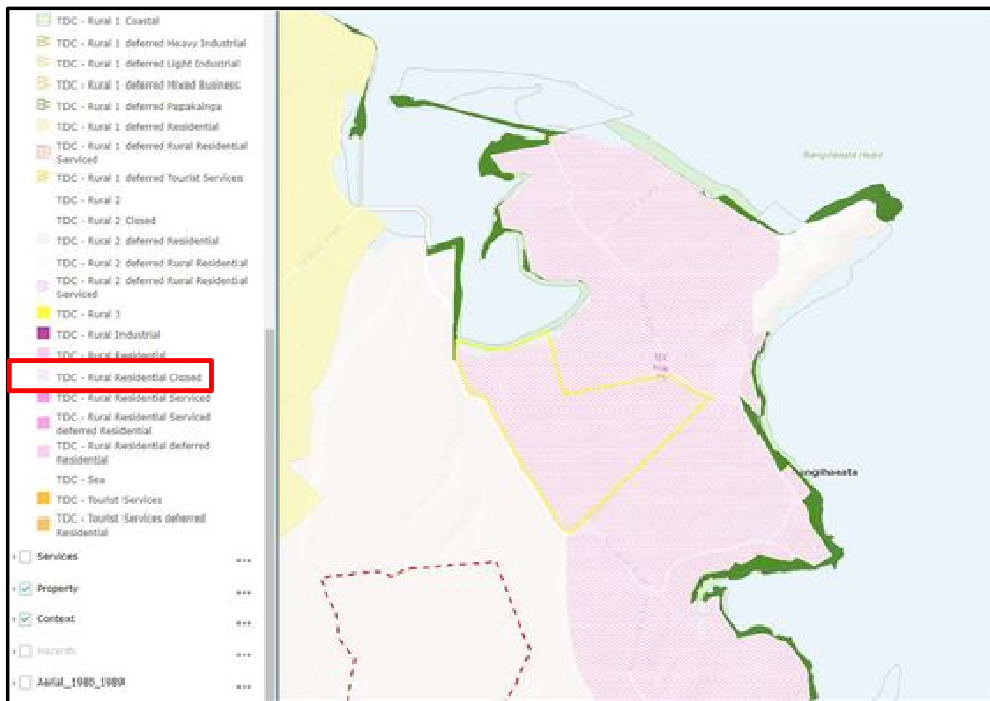 TDC - Rural 1 Coastal
TDC - Rural 1 deferred Heavy Industrial
TDC - Rural 1 deferred Light Industrial
TDC - Rural 1 deferred Mixed Business
TDC - Rural 1 deferred Papakainga
TDC - Rural 1 deferred Residential
TDC - Rural 1 deferred Rural Residential
Serviced
TDC - Rural 1 deferred Tourist Services
TDC - Rural 2
TDC - Rural 2 Closed
TDC - Rural 2 deferred Residential
TDC - Rural 2 deferred Rural Residential
TDC - Rural 2 deferred Rural Residential
Serviced
TDC - Rural 3
TDC - Rural Industrial
TDC - Rural Residential
TDC - Rural Residential Closed
TDC - Rural Residential Serviced
TDC - Rural Residential Serviced
deferred Residential
TDC - Rural Residential deferred
Residential
TDC - Sea
TDC - Tourist Services
TDC - Tourist Services deferred
Residential
Services
Property
Context
Hazards
Aerial_1980_1989
Rangihaeata Head
angihaeata